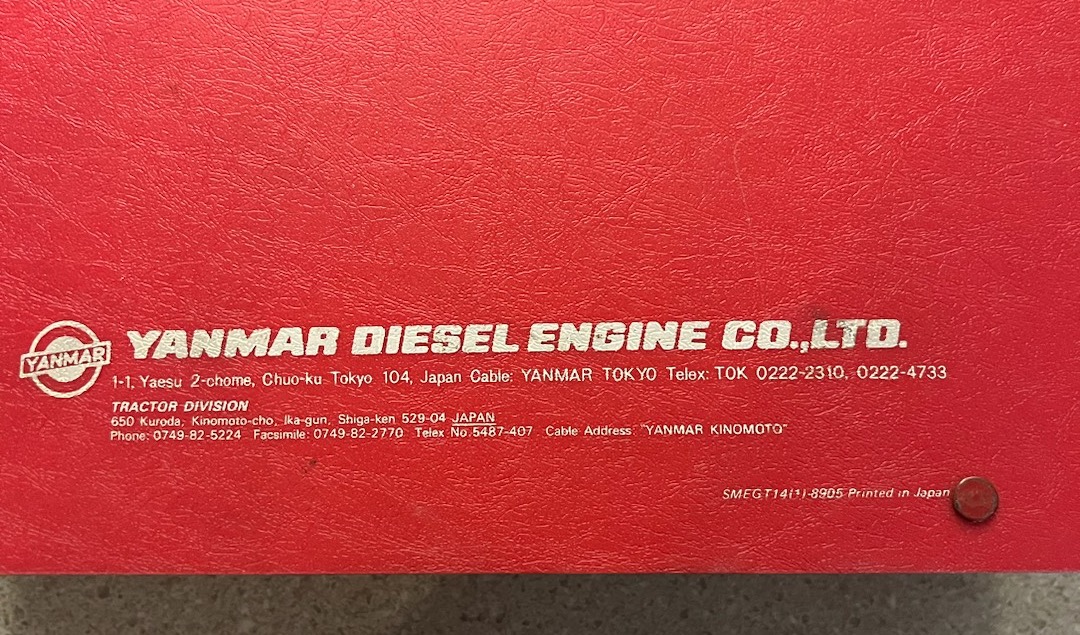 YANMAR
YANMAR DIESEL ENGINE CO.,LTD.
1-1, Yaesu 2-chome, Chuo-ku Tokyo 104, Japan Cable: YANMAR TOKYO Telex: TOK 0222-2310, 0222-4733
TRACTOR DIVISION
650 Kuroda, Kinomoto-cho, Ika-gun, Shiga-ken 529-04 JAPAN
Phone: 0749-82-5224 Facsimile: 0749-82-2770 Telex No.5487-407 Cable Address: "YANMAR KINOMOTO"
SMEGT14(1)-8905 Printed in Japan